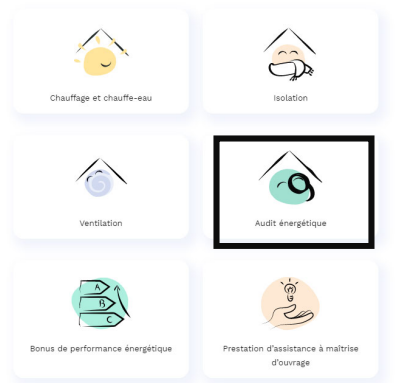 Chauffage et chauffe-eau
Isolation
Ventilation
Audit énergétique
A
B
C
Bonus de performance énergétique
Prestation d'assistance à maîtrise
d'ouvrage